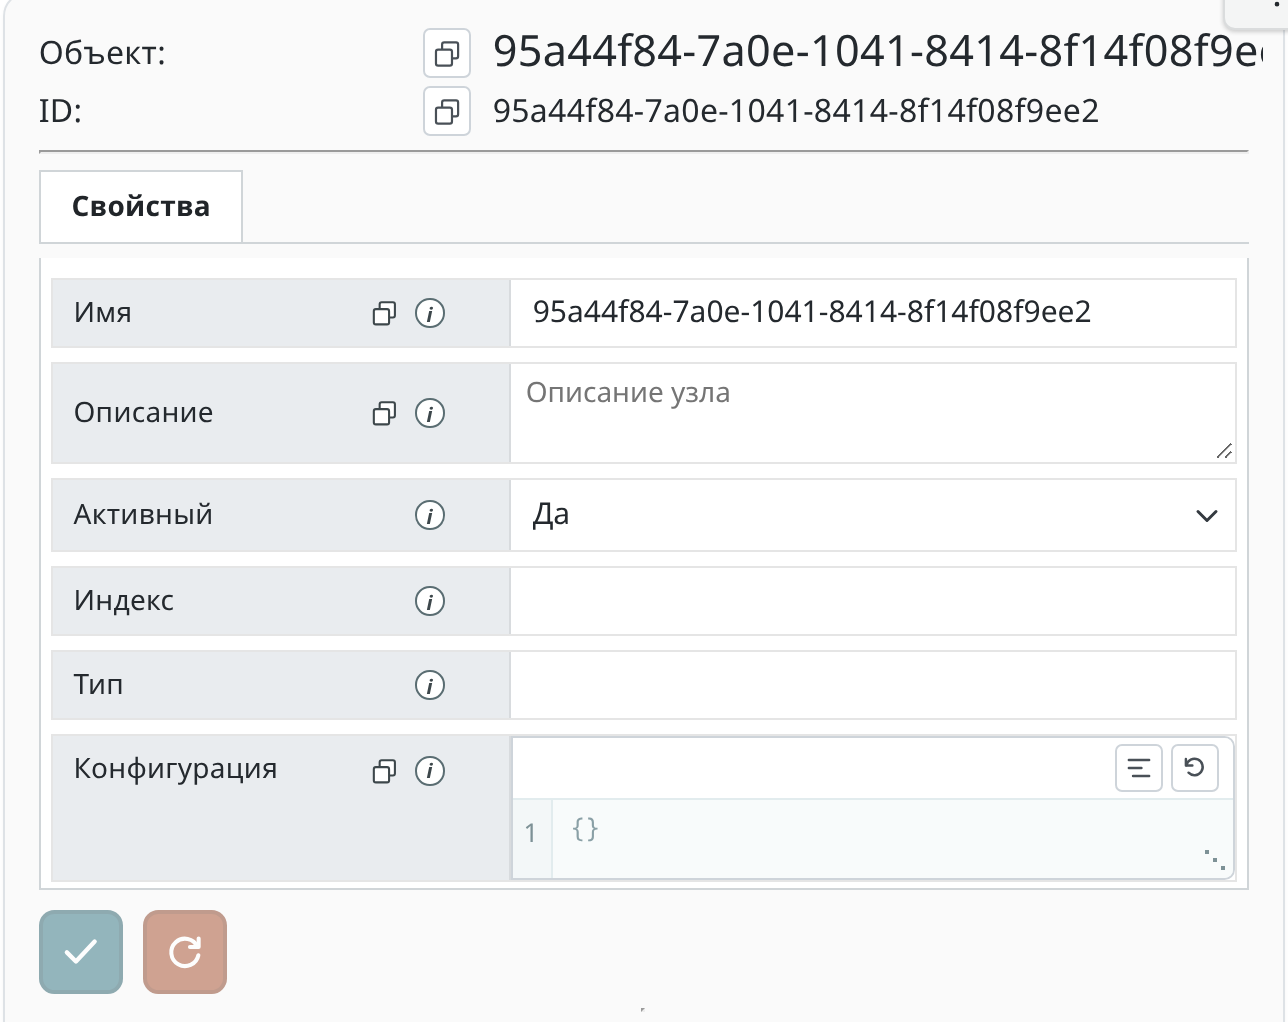 Объект:
95a44f84-7a0e-1041-8414-8f14f08f9e
ID:
95a44f84-7a0e-1041-8414-8f14f08f9ee2
Свойства
Имя
95a44f84-7a0e-1041-8414-8f14f08f9ee2
Описание
Описание узла
Активный
Да
Индекс
Тип
Конфигурация
1 {}